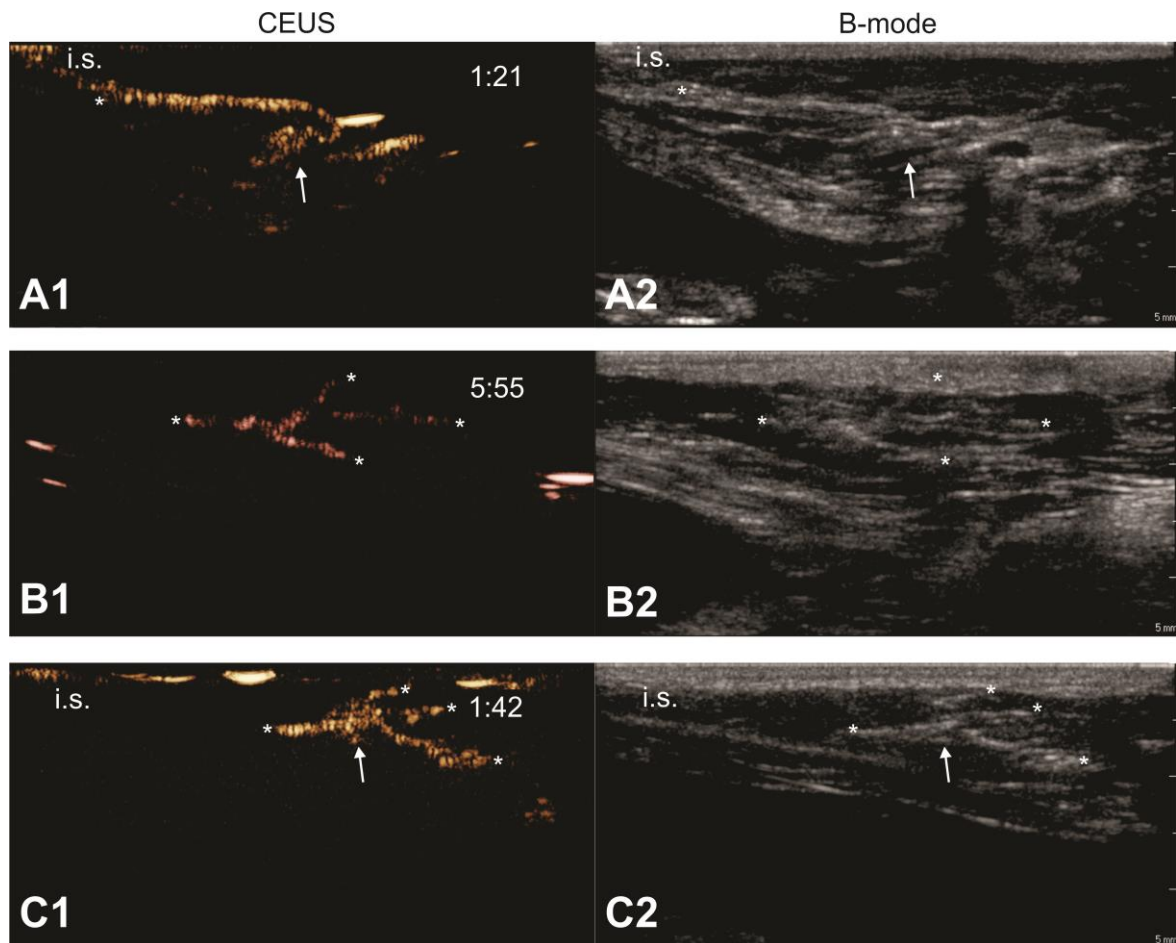 CEUS B-mode
i.s. 1:21 i.s.
* *
A1 A2
5 mm
5:55
* *
* * * *
* *
B1 B2
5 mm
i.s. 1:42 i.s.
* * * *
* *
* *
C1 C2
5 mm